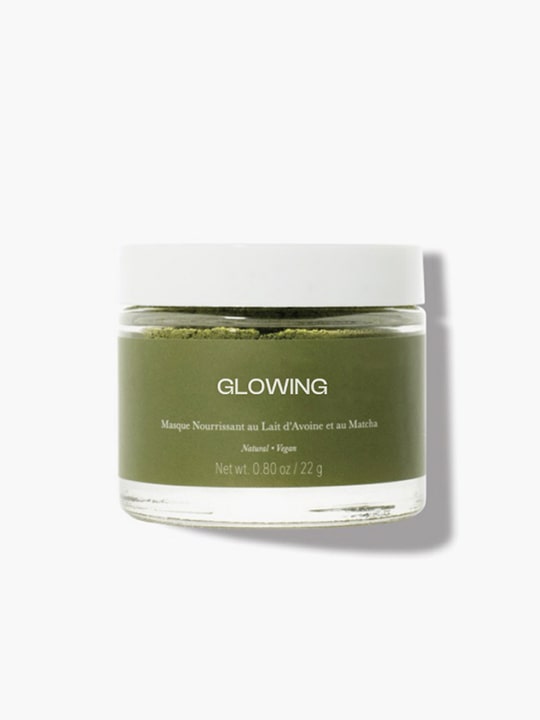 GLOWING
Masque Nourrissant au Lait d'Avoine et au Matcha
Natural • Vegan
Net wt. 0.80 oz / 22 g